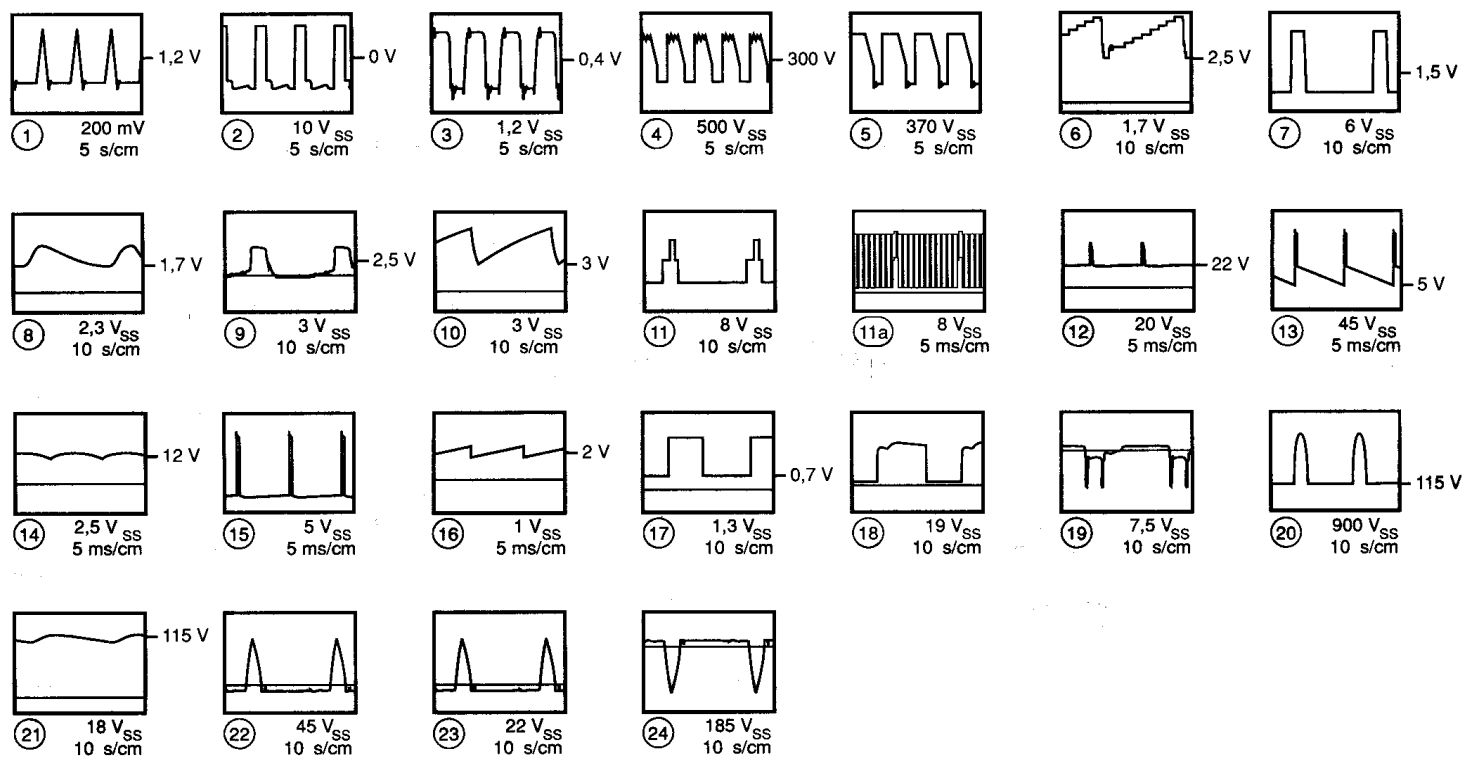 1,2 V
1 200 mV
5 s/cm
0 V
2 10 VSS
5 s/cm
0,4 V
3 1,2 VSS
5 s/cm
300 V
4 500 VSS
5 s/cm
5 370 VSS
5 s/cm
2,5 V
6 1,7 VSS
10 s/cm
1,5 V
7 6 VSS
10 s/cm
1,7 V
8 2,3 VSS
10 s/cm
2,5 V
9 3 VSS
10 s/cm
3 V
10 3 VSS
10 s/cm
11 8 VSS
10 s/cm
11a 8 VSS
5 ms/cm
22 V
12 20 VSS
5 ms/cm
5 V
13 45 VSS
5 ms/cm
12 V
14 2,5 VSS
5 ms/cm
15 5 VSS
5 ms/cm
2 V
16 1 VSS
5 ms/cm
0,7 V
17 1,3 VSS
10 s/cm
18 19 VSS
10 s/cm
19 7,5 VSS
10 s/cm
115 V
20 900 VSS
10 s/cm
115 V
21 18 VSS
10 s/cm
22 45 VSS
10 s/cm
23 22 VSS
10 s/cm
24 185 VSS
10 s/cm